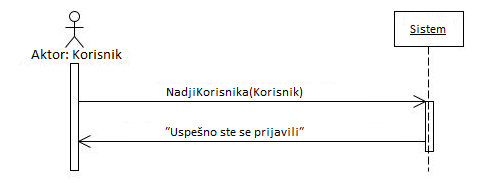 Sistem
Aktor: Korisnik
NadjiKorisnika(Korisnik)
“Uspešno ste se prijavili”